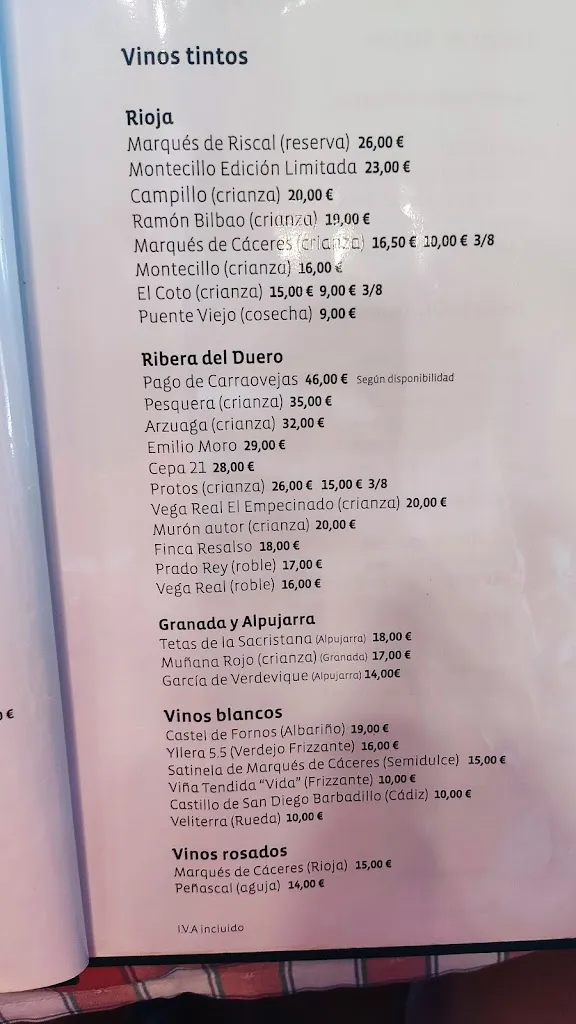 Vinos tintos
Rioja
Marqués de Riscal (reserva) 26,00 €
Montecillo Edición Limitada 23,00 €
Campillo (crianza) 20,00 €
Ramón Bilbao (crianza) 19,00 €
Marqués de Cáceres (crianza) 16,50 € 10,00 € 3/8
Montecillo (crianza) 16,00 €
El Coto (crianza) 15,00 € 9,00 € 3/8
Puente Viejo (cosecha) 9,00 €
Ribera del Duero
Pago de Carraovejas 46,00 € Según disponibilidad
Pesquera (crianza) 35,00 €
Arzuaga (crianza) 32,00 €
Emilio Moro 29,00 €
Cepa 21 28,00 €
Protos (crianza) 26,00 € 15,00 € 3/8
Vega Real El Empecinado (crianza) 20,00 €
Murón autor (crianza) 20,00 €
Finca Resalso 18,00 €
Prado Rey (roble) 17,00 €
Vega Real (roble) 16,00 €
Granada y Alpujarra
Tetas de la Sacristana (Alpujarra) 18,00 €
Muñana Rojo (crianza) (Granada) 17,00 €
García de Verdevique (Alpujarra) 14,00€
Vinos blancos
Castel de Fornos (Albariño) 19,00 €
Yllera 5.5 (Verdejo Frizzante) 16,00 €
Satinela de Marqués de Cáceres (Semidulce) 15,00 €
Viña Tendida "Vida" (Frizzante) 10,00 €
Castillo de San Diego Barbadillo (Cádiz) 10,00 €
Veliterra (Rueda) 10,00 €
Vinos rosados
Marqués de Cáceres (Rioja) 15,00 €
Peñascal (aguja) 14,00 €
I.V.A incluido